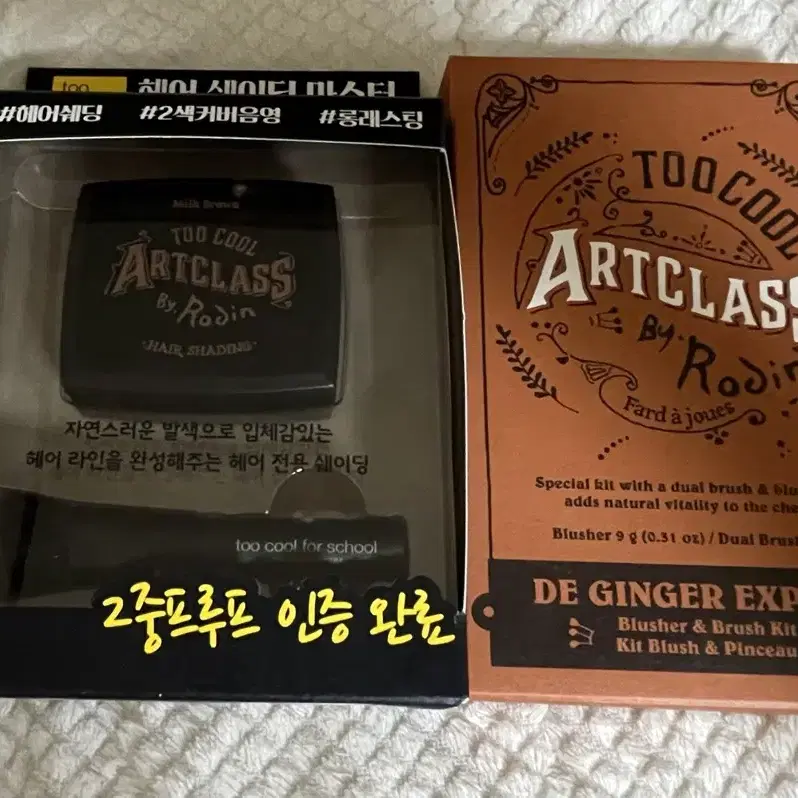 too
헤어 쉐이딩 마스터
#헤어쉐딩 #2색커버음영 #롱래스팅
Milk Brown
TOO COOL
ARTCLASS
By. Rodin
·HAIR SHADING·
자연스러운 발색으로 입체감있는
헤어 라인을 완성해주는 헤어 전용 쉐이딩
too cool for school
2중프루프 인증 완료
TOO COOL
ARTCLASS
By. Rodin
Fard à joues
Special kit with a dual brush &
adds natural vitality to the
Blusher 9 g (0.31 oz) / Dual
DE GINGER
Blusher & Brush Kit
Kit Blush & Pinceau